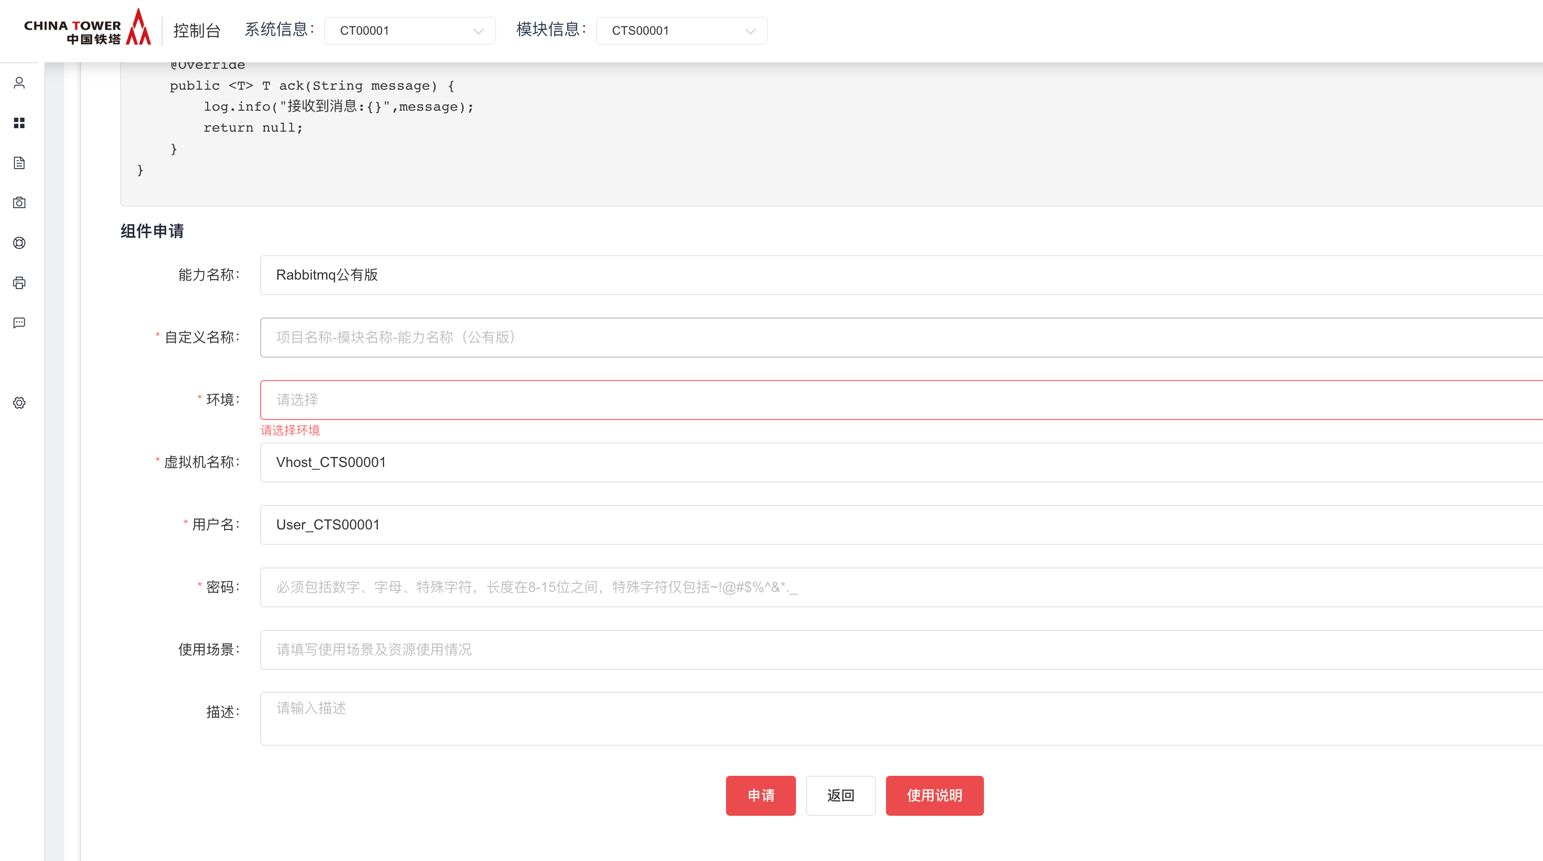 CHINA TOWER
中国铁塔
控制台
系统信息：
CT00001
模块信息：
CTS00001
@Override
public <T> T ack(String message) {
log.info("接收到消息:{}",message);
return null;
}
}
组件申请
能力名称：
Rabbitmq公有版
* 自定义名称：
项目名称-模块名称-能力名称（公有版）
* 环境：
请选择
请选择环境
* 虚拟机名称：
Vhost_CTS00001
* 用户名：
User_CTS00001
* 密码：
必须包括数字、字母、特殊字符，长度在8-15位之间，特殊字符仅包括~!@#$%^&*._
使用场景：
请填写使用场景及资源使用情况
描述：
请输入描述
申请
返回
使用说明